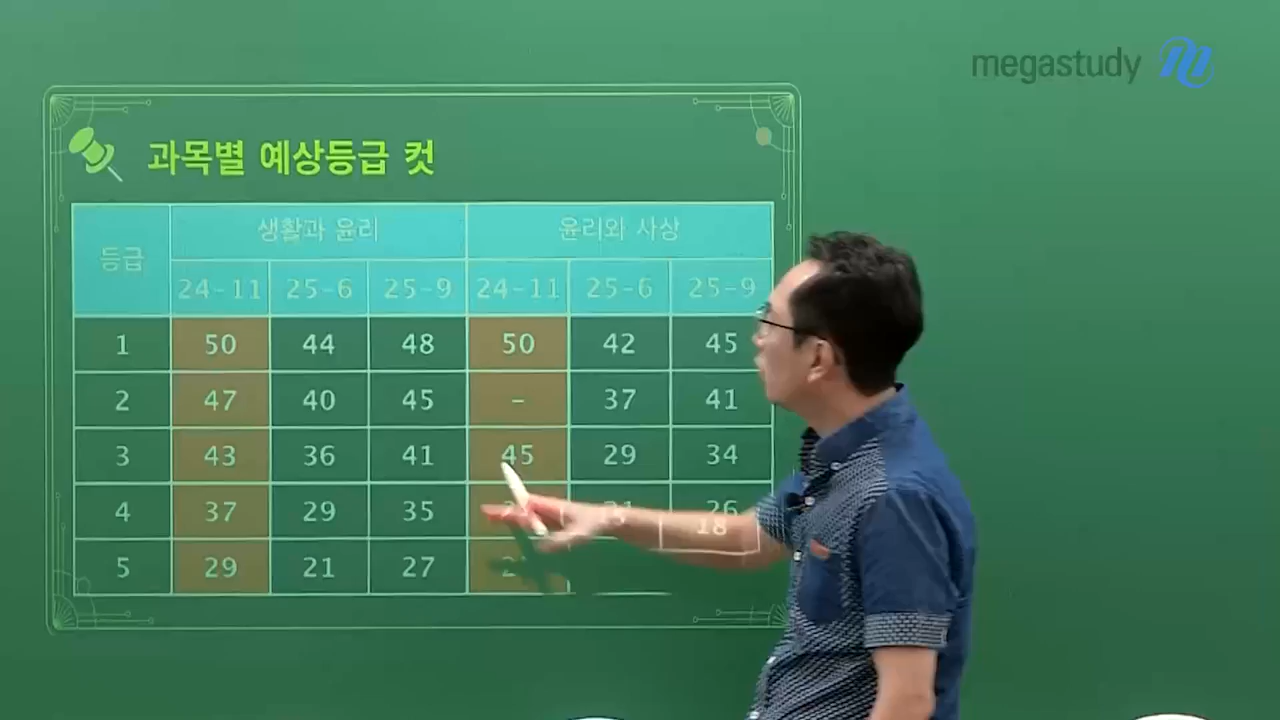 megastudy
과목별 예상등급 컷
등급 생활과 윤리 윤리와 사상
24-11 25-6 25-9 24-11 25-6 25-9
1 50 44 48 50 42 45
2 47 40 45 - 37 41
3 43 36 41 45 29 34
4 37 29 35 26
5 29 21 27 18